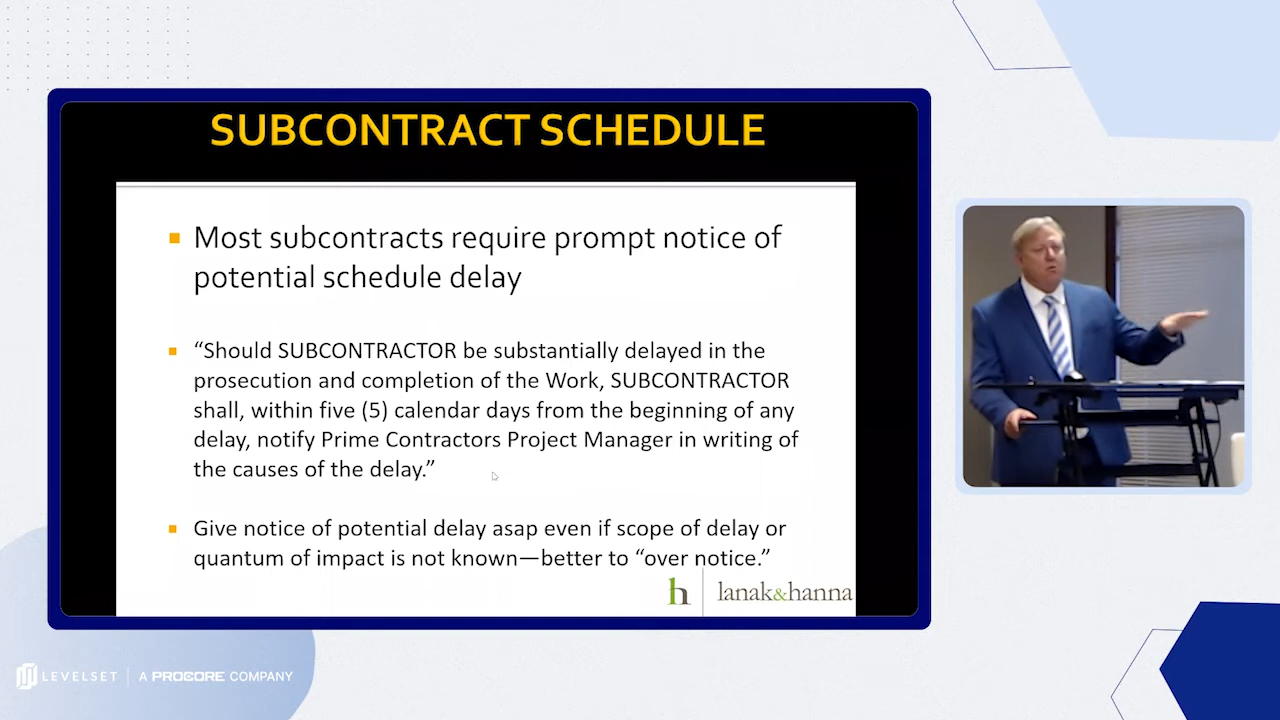 SUBCONTRACT SCHEDULE
Most subcontracts require prompt notice of
potential schedule delay
“Should SUBCONTRACTOR be substantially delayed in the
prosecution and completion of the Work, SUBCONTRACTOR
shall, within five (5) calendar days from the beginning of any
delay, notify Prime Contractors Project Manager in writing of
the causes of the delay.”
Give notice of potential delay asap even if scope of delay or
quantum of impact is not known—better to “over notice.”
h lanak&hanna
LEVELSET | A PROCORE COMPANY